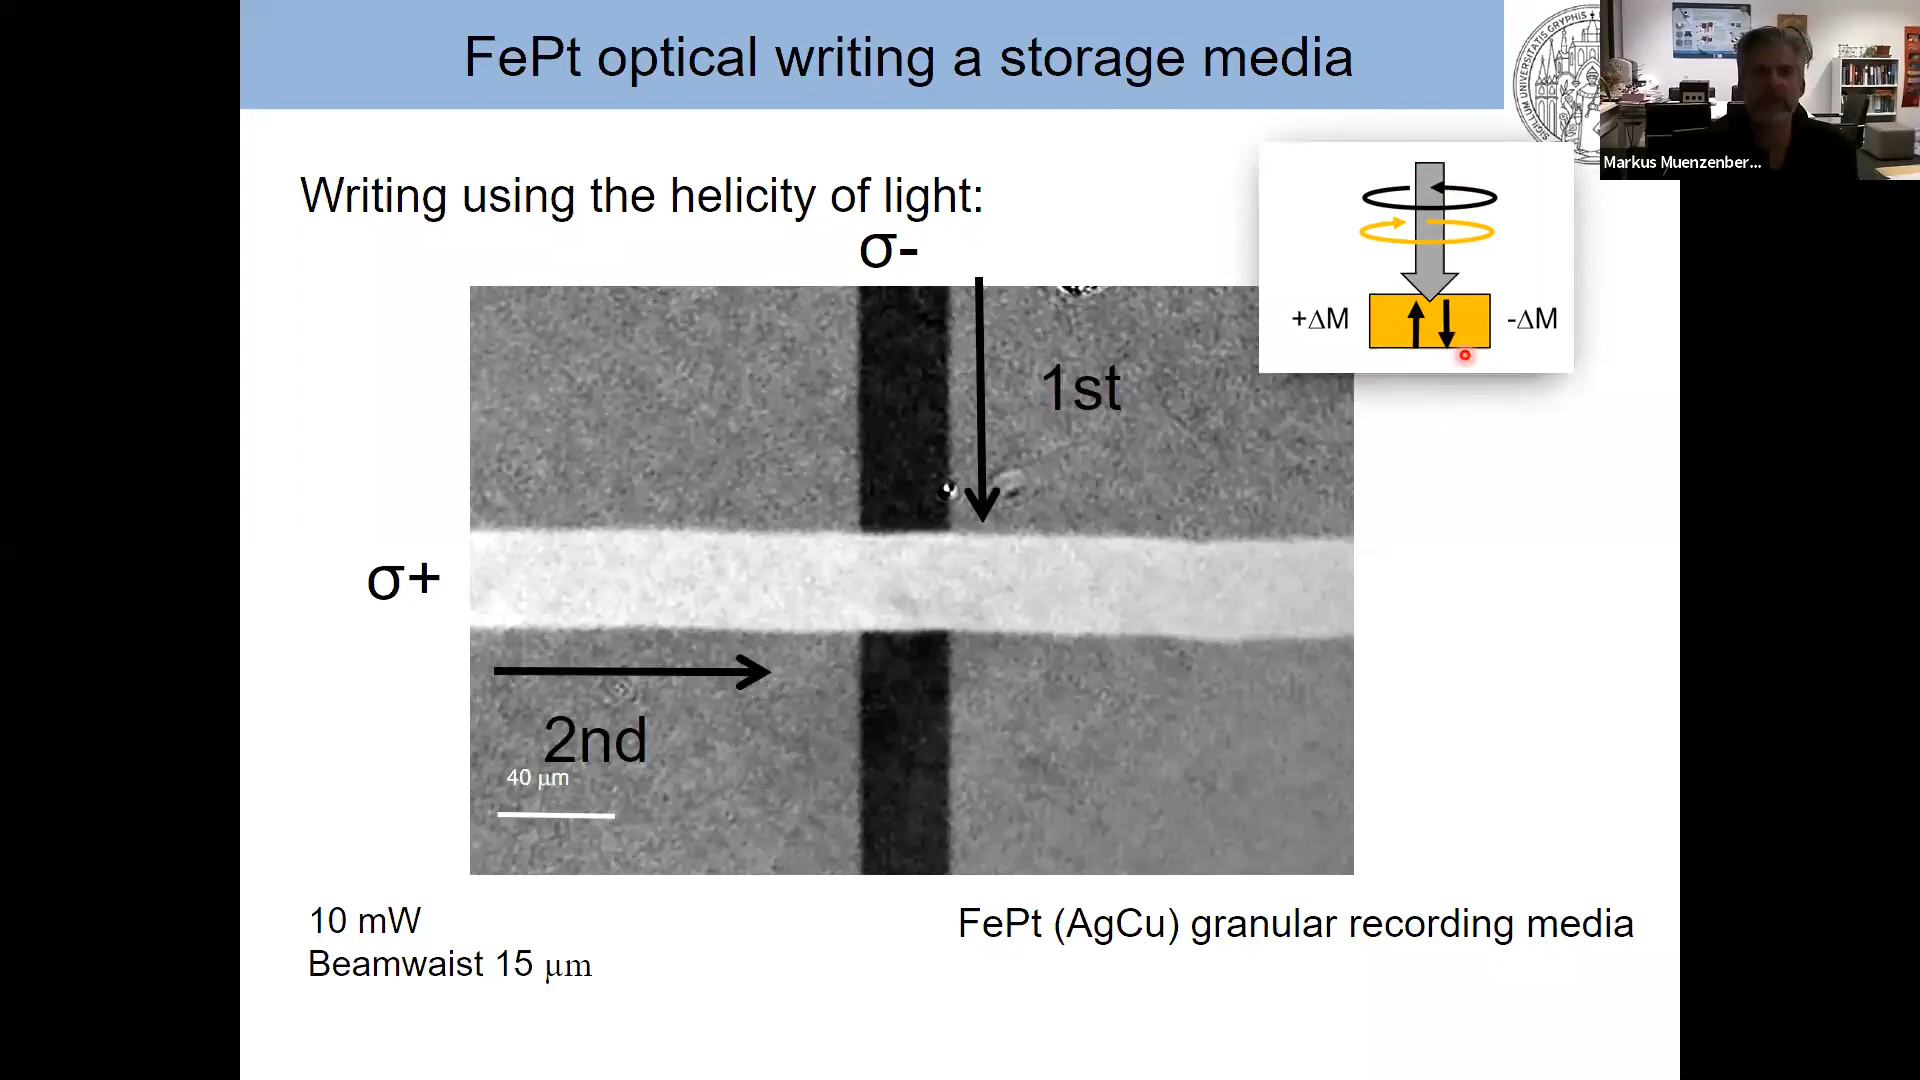 FePt optical writing a storage media
Markus Muenzenber...
Writing using the helicity of light:
σ-
+ΔM
-ΔM
1st
σ+
2nd
40 μm
10 mW
Beamwaist 15 μm
FePt (AgCu) granular recording media